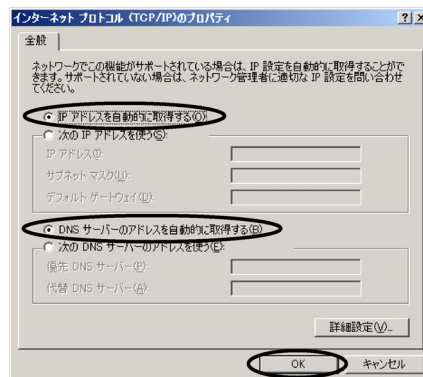 インターネット プロトコル (TCP/IP)のプロパティ
全般
ネットワークでこの機能がサポートされている場合は、IP 設定を自動的に取得することがで
きます。サポートされていない場合は、ネットワーク管理者に適切な IP 設定を問い合わせ
てください。
IP アドレスを自動的に取得する(O)
次の IP アドレスを使う(S):
IP アドレス(I):
サブネット マスク(U):
デフォルト ゲートウェイ(D):
DNS サーバーのアドレスを自動的に取得する(B)
次の DNS サーバーのアドレスを使う(E):
優先 DNS サーバー(P):
代替 DNS サーバー(A):
詳細設定(V)...
OK キャンセル